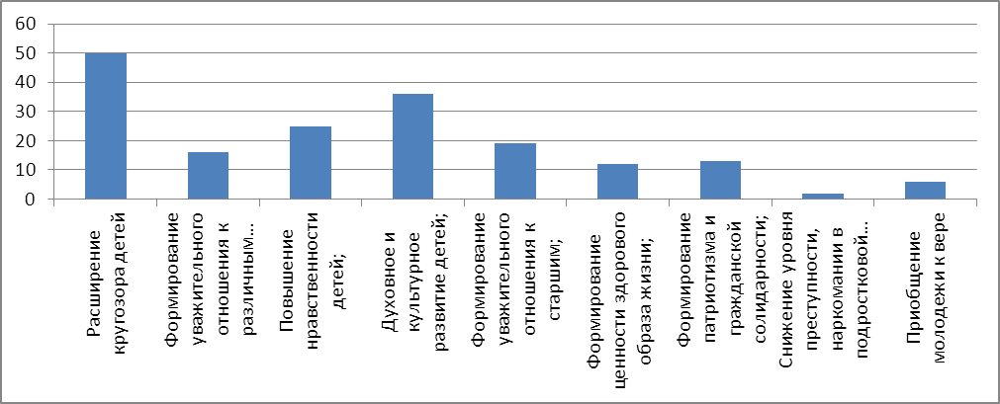 60
50
40
30
20
10
0
Расширение
кругозора детей
Формирование
уважительного
отношения к
различным...
Повышение
нравственности
детей;
Духовное и
культурное
развитие детей;
Формирование
уважительного
отношения к
старшим;
Формирование
ценности здорового
образа жизни;
Формирование
патриотизма и
гражданской
солидарности;
Снижение уровня
преступности,
наркомании в
подростковой...
Приобщение
молодежи к вере